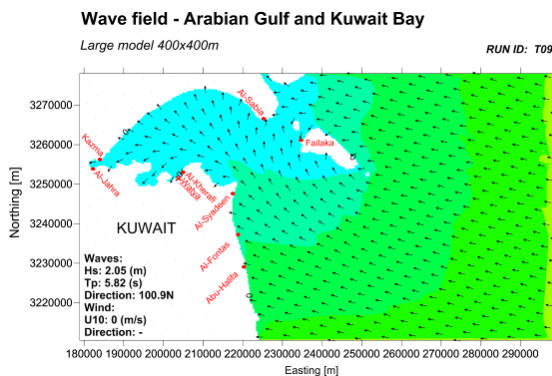 Wave field - Arabian Gulf and Kuwait Bay
Large model 400x400m
RUN ID: T09
3270000
3260000
3250000
3240000
3230000
3220000
Northing [m]
Al-Sabia
Failaka
Kazma
Al-Jahra
Al-Kherafi
Al-Syadeen
KUWAIT
Al-Fontas
Abu-Halifa
Waves:
Hs: 2.05 (m)
Tp: 5.82 (s)
Direction: 100.9N
Wind:
U10: 0 (m/s)
Direction: -
180000 190000 200000 210000 220000 230000 240000 250000 260000 270000 280000 290000
Easting [m]